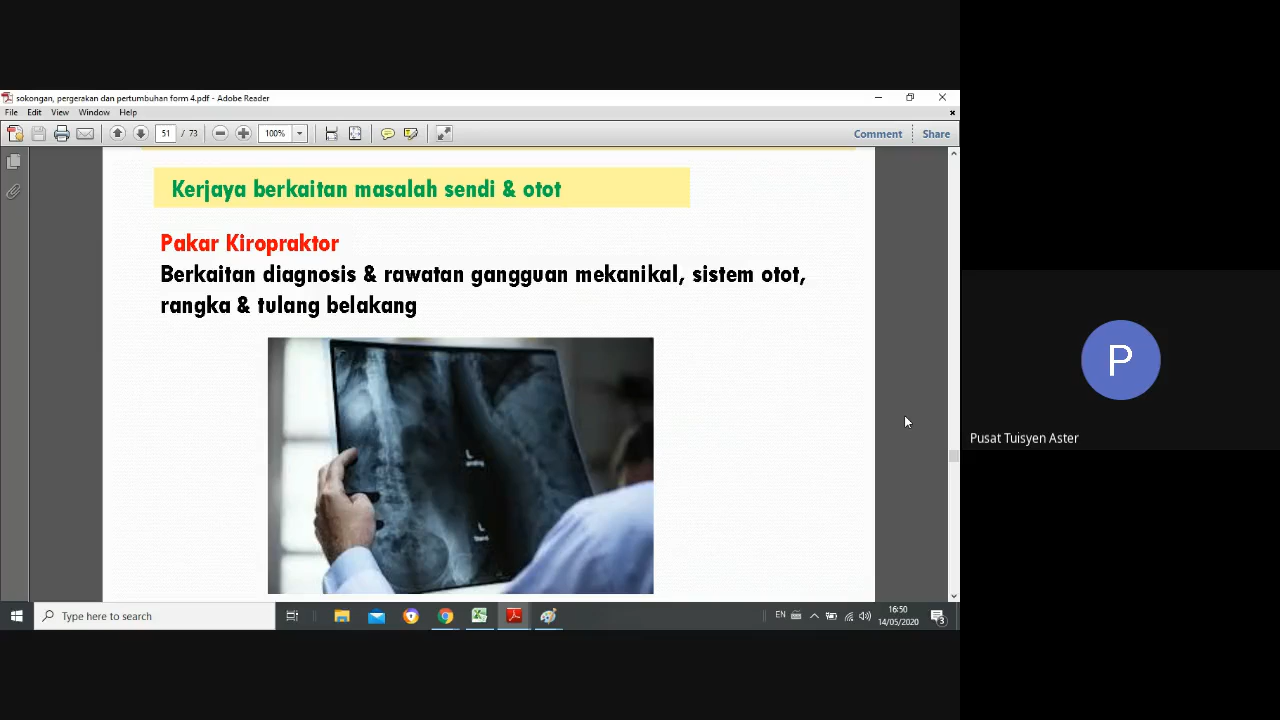 sokongan, pergerakan dan pertumbuhan form 4.pdf - Adobe Reader
File Edit View Window Help
51 / 73 100% Comment Share
Kerjaya berkaitan masalah sendi & otot
Pakar Kiropraktor
Berkaitan diagnosis & rawatan gangguan mekanikal, sistem otot,
rangka & tulang belakang
L
L
P
Pusat Tuisyen Aster
Type here to search
EN
16:50
14/05/2020
3